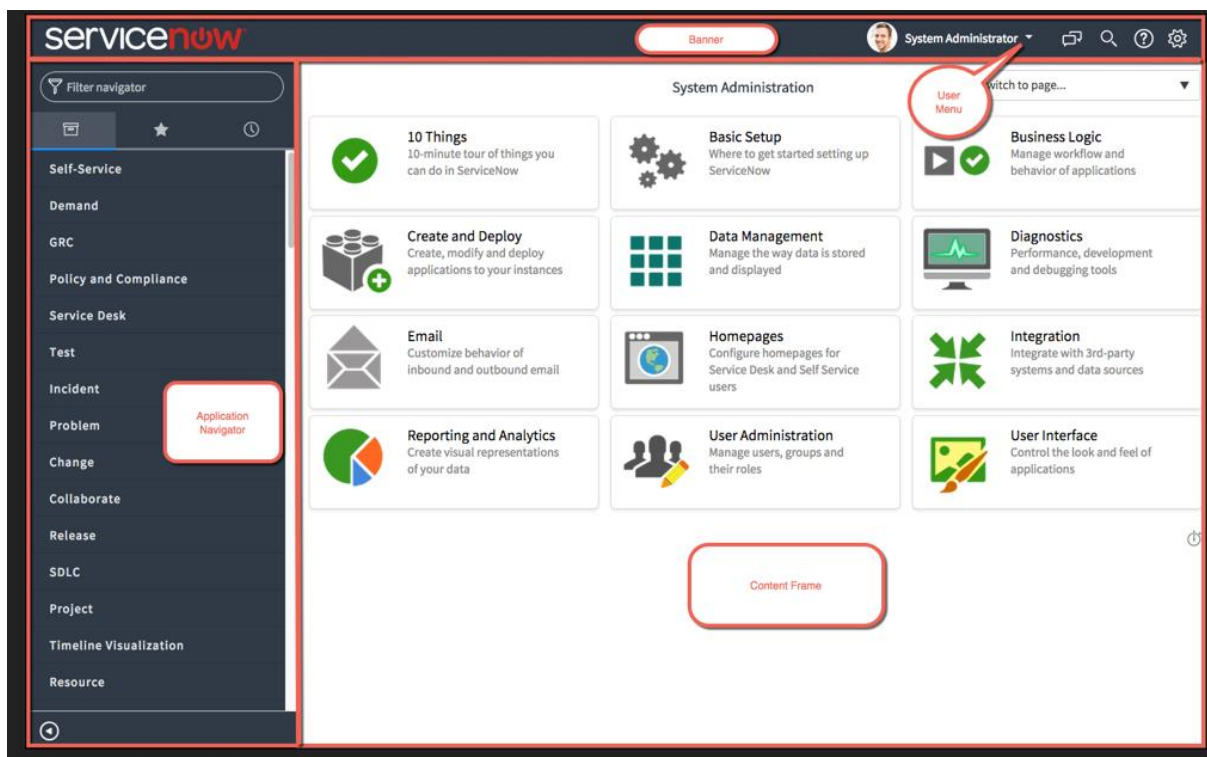 servicenow
Banner
System Administrator
Filter navigator
System Administration
User
Menu
witch to page...
Self-Service
Demand
GRC
Policy and Compliance
Service Desk
Test
Incident
Problem
Change
Collaborate
Release
SDLC
Project
Timeline Visualization
Resource
Application
Navigator
10 Things
10-minute tour of things you
can do in ServiceNow
Basic Setup
Where to get started setting up
ServiceNow
Business Logic
Manage workflow and
behavior of applications
Create and Deploy
Create, modify and deploy
applications to your instances
Data Management
Manage the way data is stored
and displayed
Diagnostics
Performance, development
and debugging tools
Email
Customize behavior of
inbound and outbound email
Homepages
Configure homepages for
Service Desk and Self Service
users
Integration
Integrate with 3rd-party
systems and data sources
Reporting and Analytics
Create visual representations
of your data
User Administration
Manage users, groups and
their roles
User Interface
Control the look and feel of
applications
Content Frame